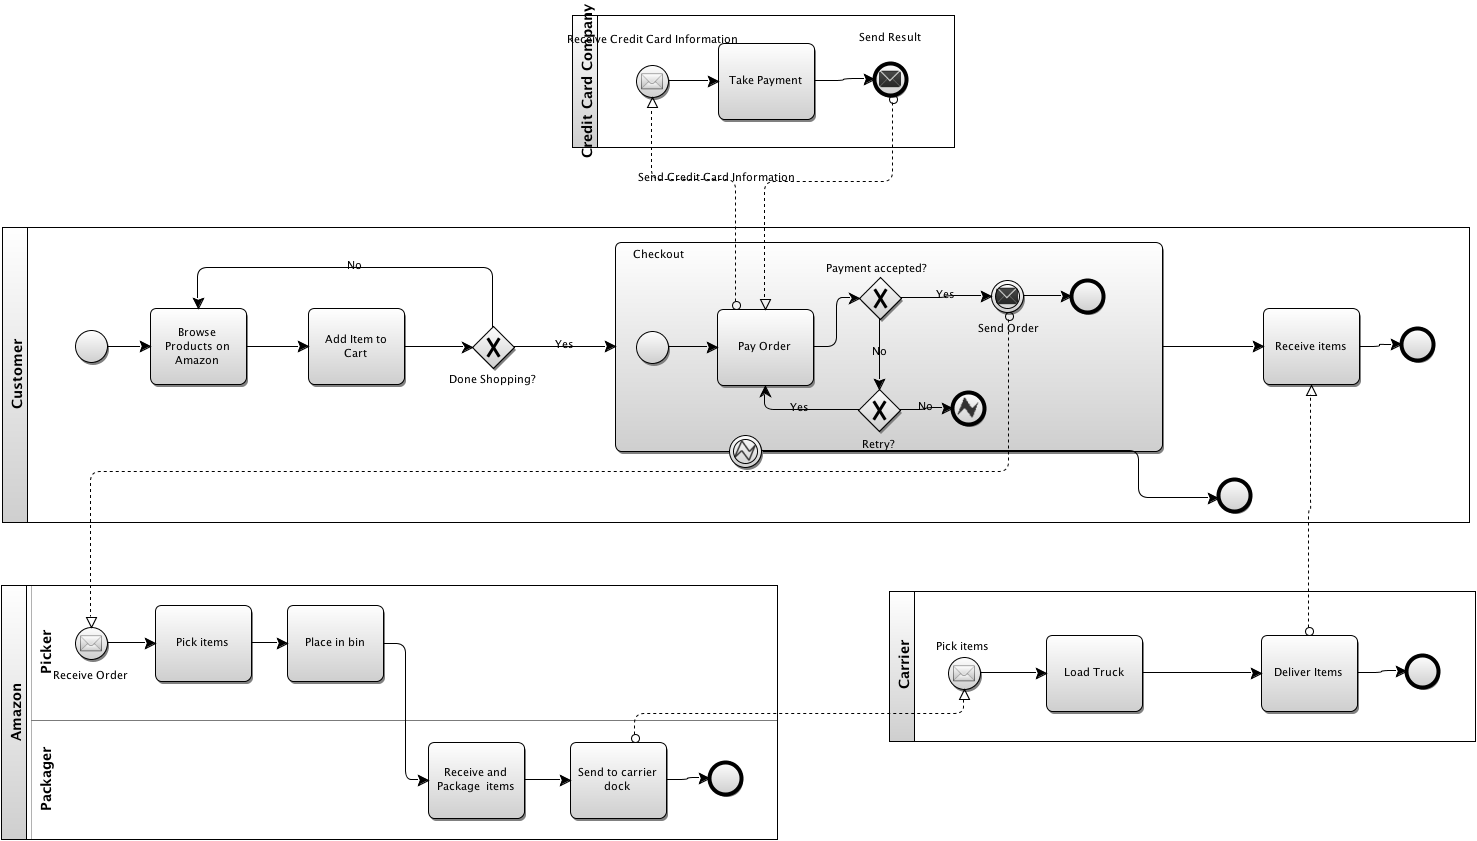 Credit Card Company
Receive Credit Card Information
Take Payment
Send Result
Send Credit Card Information
Customer
No
Browse
Products on
Amazon
Add Item to
Cart
Done Shopping?
Yes
Checkout
Pay Order
Payment accepted?
Yes
Send Order
No
Yes
Retry?
No
Receive items
Amazon
Picker
Receive Order
Pick items
Place in bin
Packager
Receive and
Package items
Send to carrier
dock
Carrier
Pick items
Load Truck
Deliver Items